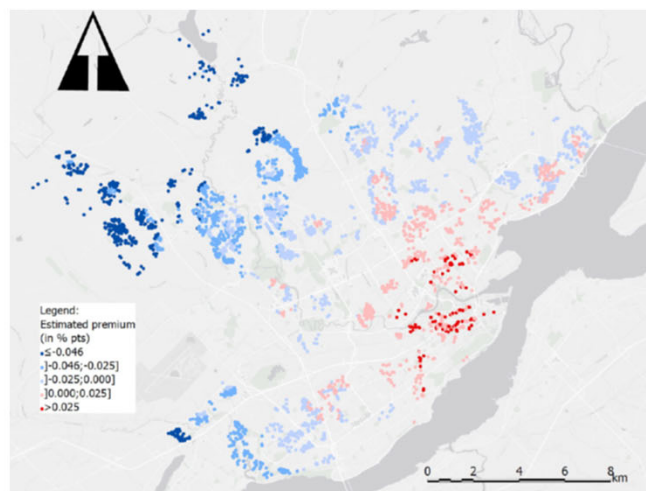 Legend:
Estimated premium
(in % pts)
≤-0.046
]-0.046;-0.025]
]-0.025;0.000]
]0.000;0.025]
>0.025
0 2 4 6 8
km